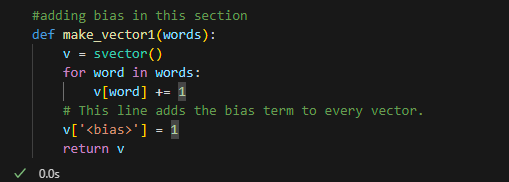 #adding bias in this section
def make_vector1(words):
    v = svector()
    for word in words:
        v[word] += 1
    # This line adds the bias term to every vector.
    v['<bias>'] = 1
    return v
✓ 0.0s